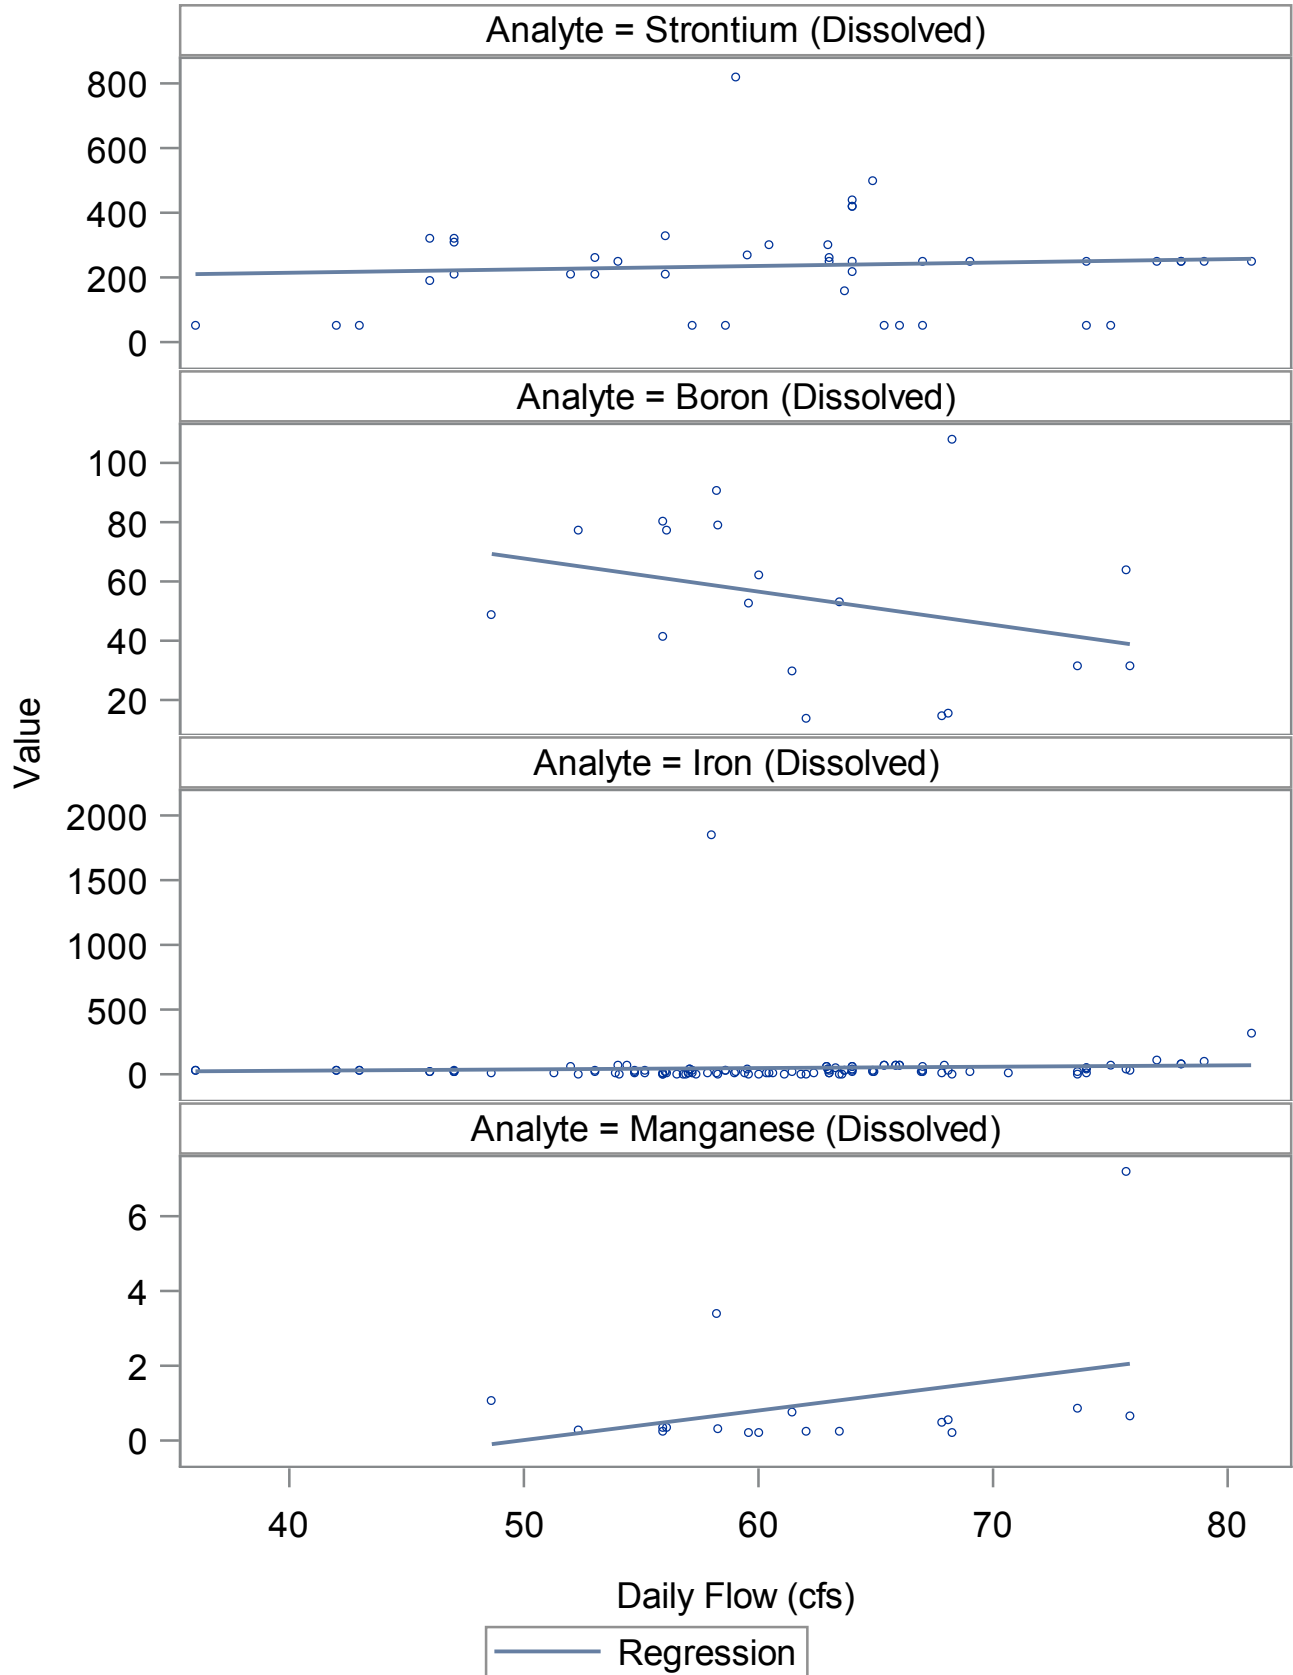 Analyte = Strontium (Dissolved)
800
600
400
200
0
Analyte = Boron (Dissolved)
100
80
60
40
20
Value
Analyte = Iron (Dissolved)
2000
1500
1000
500
0
Analyte = Manganese (Dissolved)
6
4
2
0
40 50 60 70 80
Daily Flow (cfs)
Regression